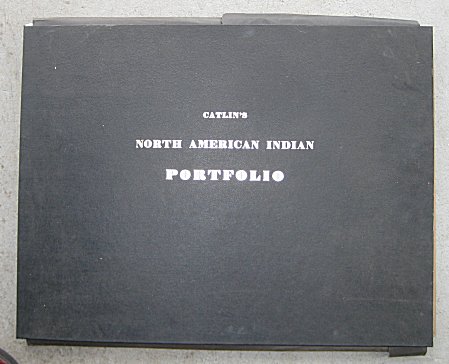 CATLIN'S
NORTH AMERICAN INDIAN
PORTFOLIO